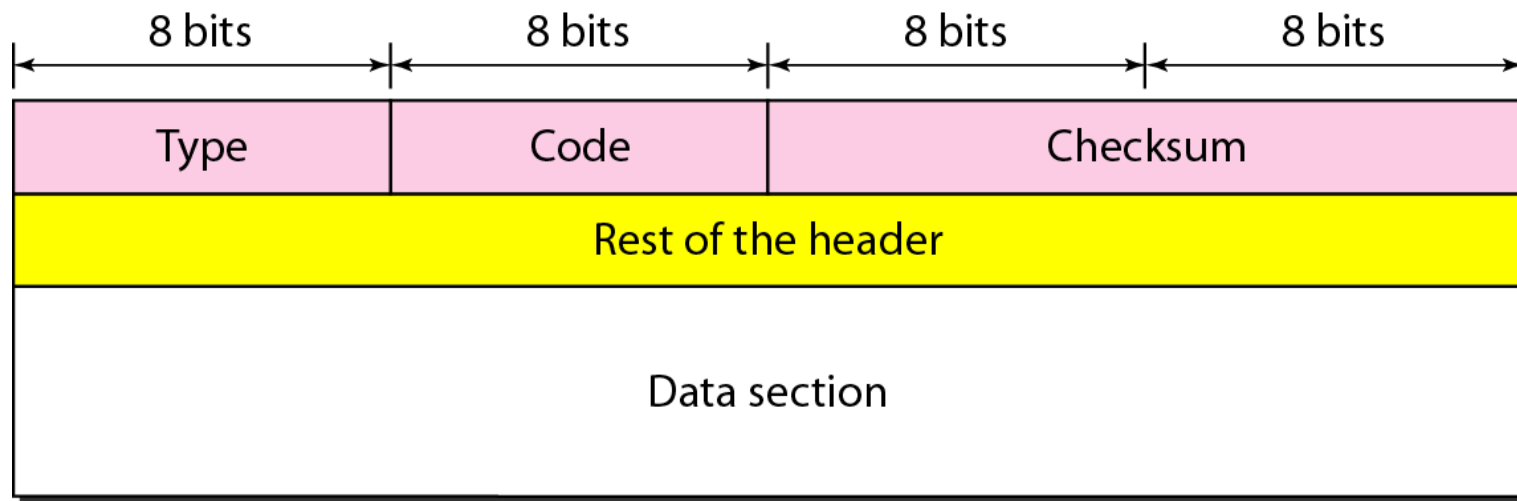 8 bits 8 bits 8 bits 8 bits
Type Code Checksum
Rest of the header
Data section